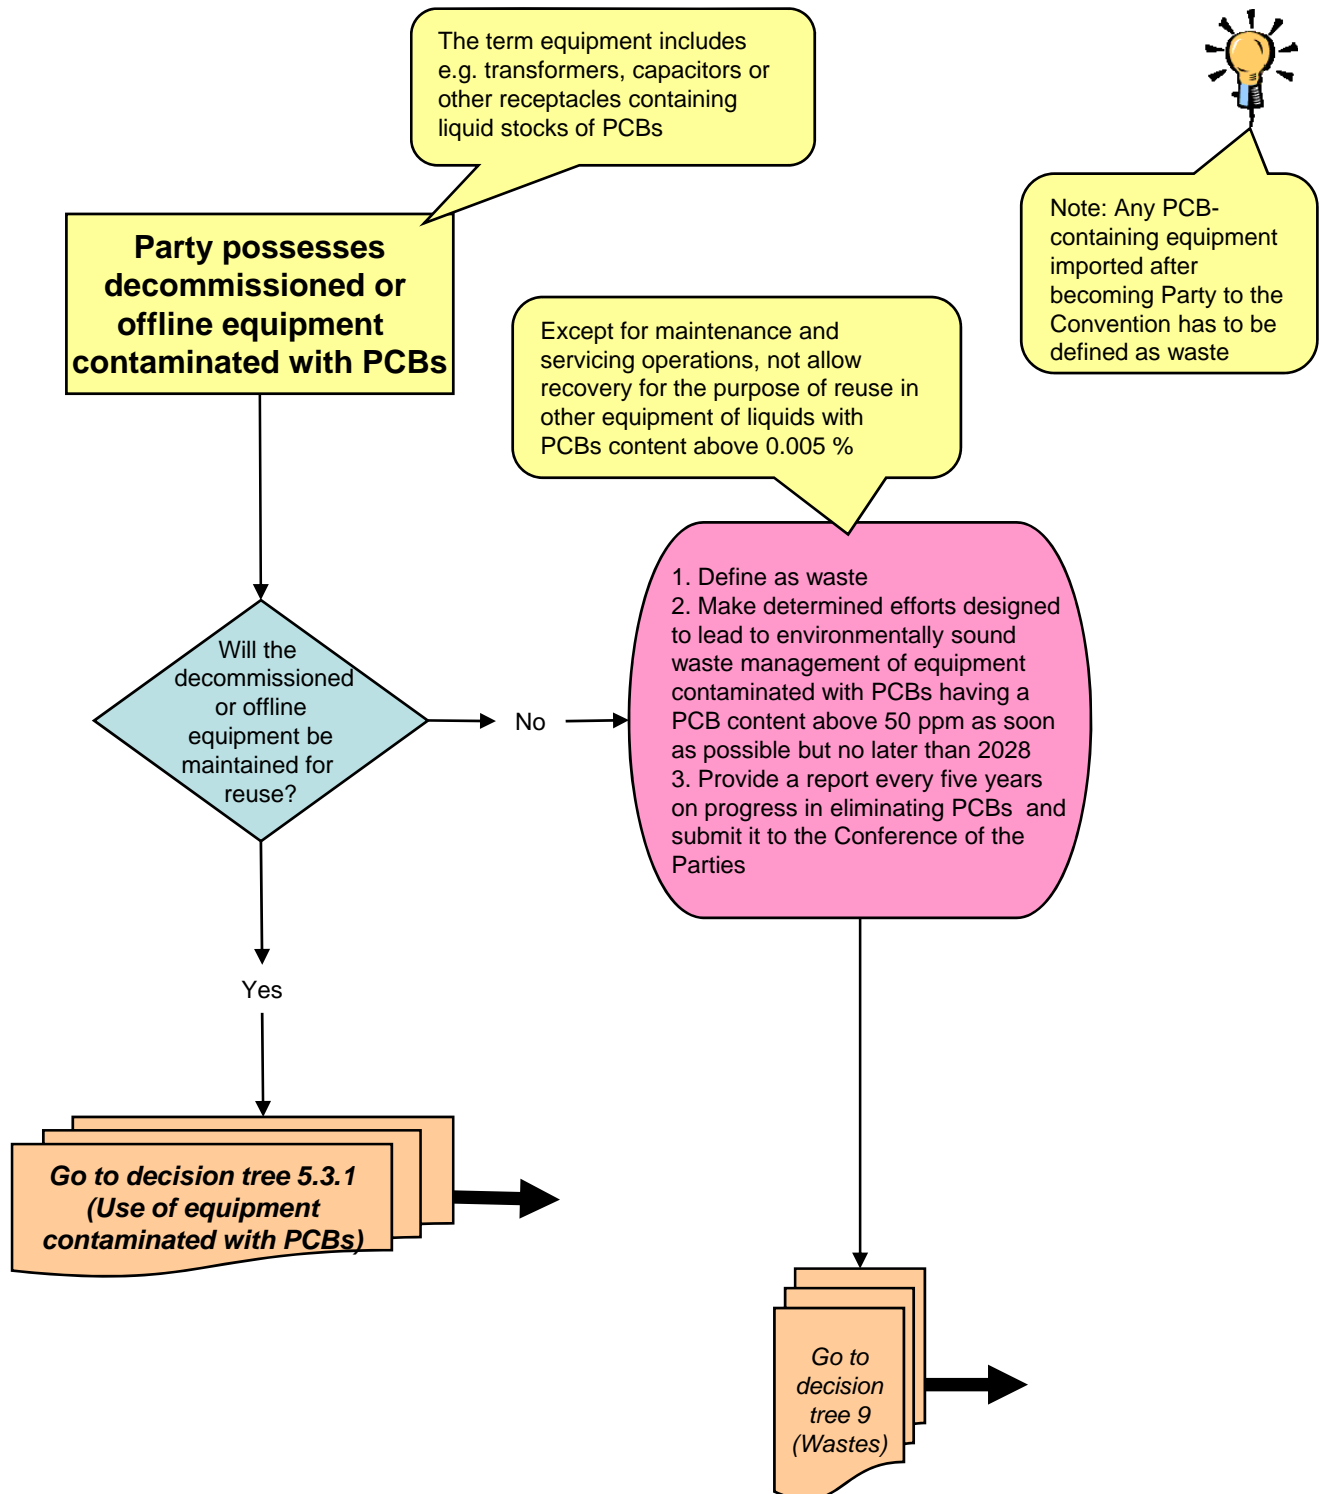 The term equipment includes
e.g. transformers, capacitors or
other receptacles containing
liquid stocks of PCBs
Note: Any PCB-
containing equipment
imported after
becoming Party to the
Convention has to be
defined as waste
Party possesses
decommissioned or
offline equipment
contaminated with PCBs
Except for maintenance and
servicing operations, not allow
recovery for the purpose of reuse in
other equipment of liquids with
PCBs content above 0.005 %
1. Define as waste
2. Make determined efforts designed
to lead to environmentally sound
waste management of equipment
contaminated with PCBs having a
PCB content above 50 ppm as soon
as possible but no later than 2028
3. Provide a report every five years
on progress in eliminating PCBs and
submit it to the Conference of the
Parties
Will the
decommissioned
or offline
equipment be
maintained for
reuse?
No
Yes
Go to decision tree 5.3.1
(Use of equipment
contaminated with PCBs)
Go to
decision
tree 9
(Wastes)